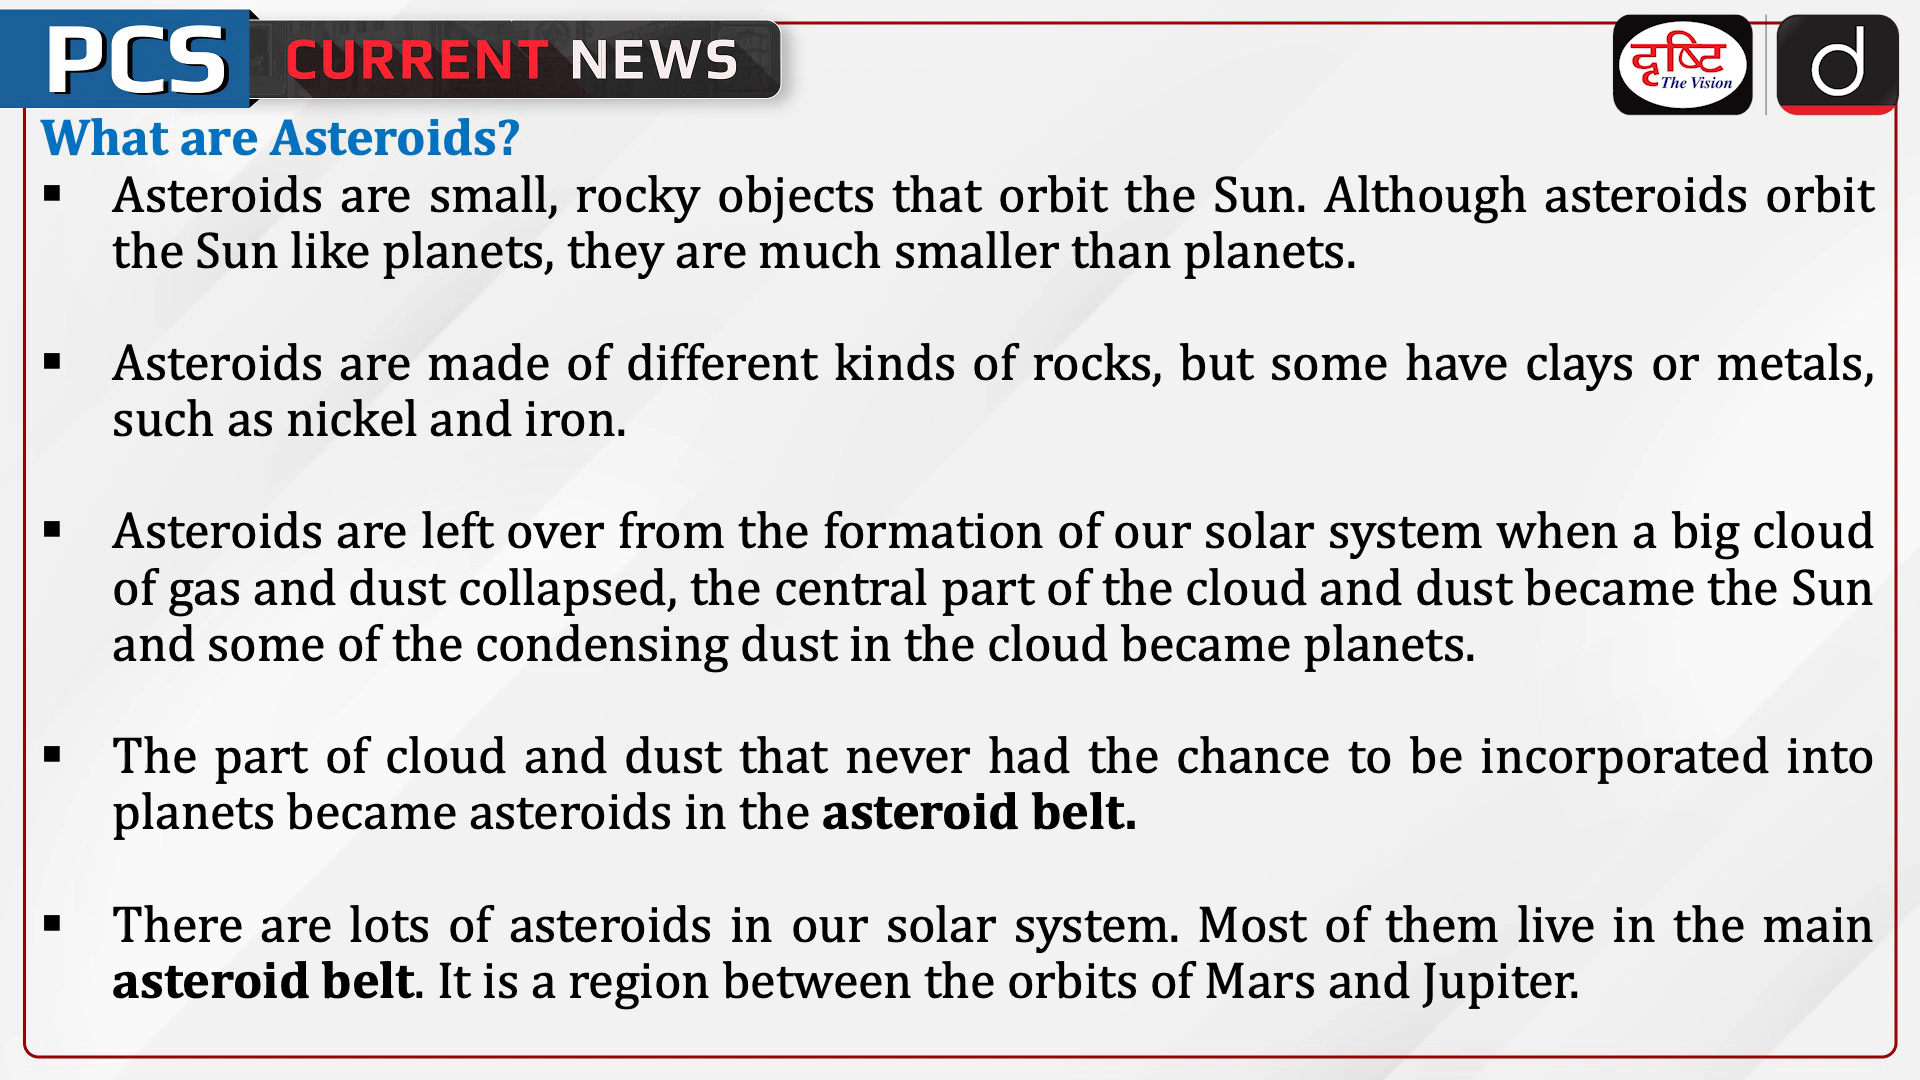 PCS CURRENT NEWS
दृष्टि
The Vision
d
What are Asteroids?
▪ Asteroids are small, rocky objects that orbit the Sun. Although asteroids orbit
the Sun like planets, they are much smaller than planets.
▪ Asteroids are made of different kinds of rocks, but some have clays or metals,
such as nickel and iron.
▪ Asteroids are left over from the formation of our solar system when a big cloud
of gas and dust collapsed, the central part of the cloud and dust became the Sun
and some of the condensing dust in the cloud became planets.
▪ The part of cloud and dust that never had the chance to be incorporated into
planets became asteroids in the asteroid belt.
▪ There are lots of asteroids in our solar system. Most of them live in the main
asteroid belt. It is a region between the orbits of Mars and Jupiter.